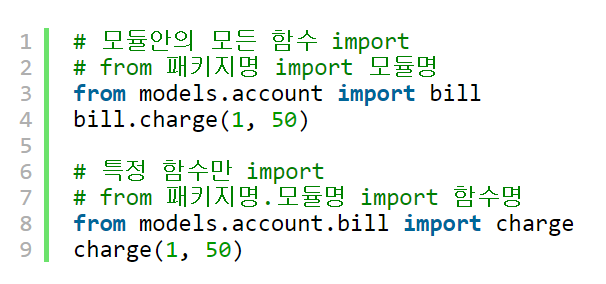 1 # 모듈안의 모든 함수 import
2 # from 패키지명 import 모듈명
3 from models.account import bill
4 bill.charge(1, 50)
5
6 # 특정 함수만 import
7 # from 패키지명.모듈명 import 함수명
8 from models.account.bill import charge
9 charge(1, 50)